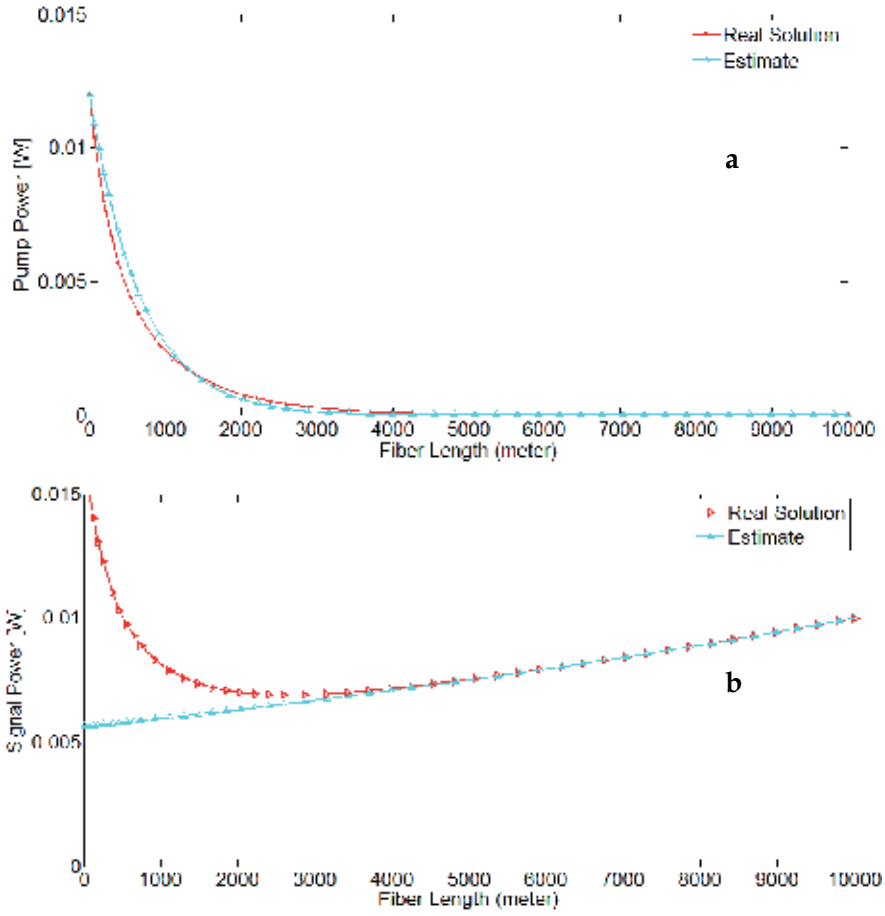 0.015
Real Solution
Estimate
a
Pump Power [W]
0.01
0.005
0
0 1000 2000 3000 4000 5000 6000 7000 8000 9000 10000
Fiber Length (meter)
0.015
Real Solution
Estimate
b
Signal Power [W]
0.01
0.005
0
0 1000 2000 3000 4000 5000 6000 7000 8000 9000 10000
Fiber Length (meter)